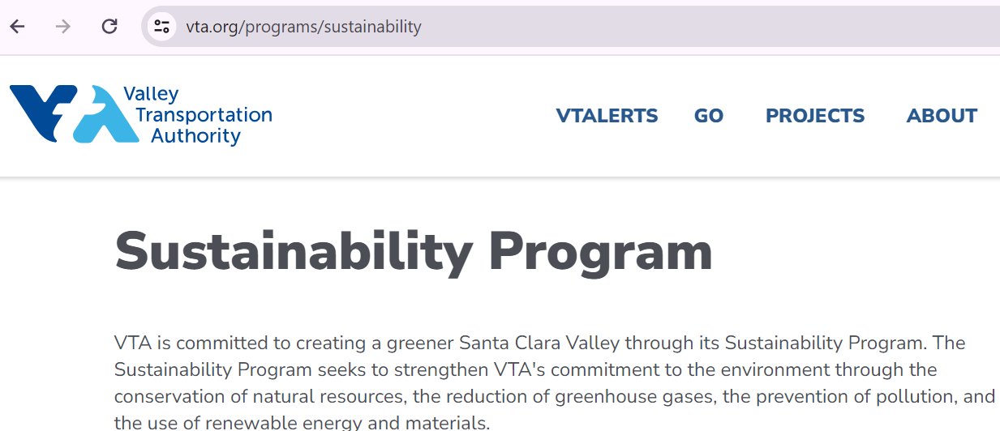 vta.org/programs/sustainability
VTA
Valley
Transportation
Authority
VTALERTS GO PROJECTS ABOUT
Sustainability Program
VTA is committed to creating a greener Santa Clara Valley through its Sustainability Program. The
Sustainability Program seeks to strengthen VTA's commitment to the environment through the
conservation of natural resources, the reduction of greenhouse gases, the prevention of pollution, and
the use of renewable energy and materials.